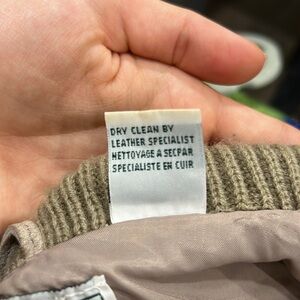 DRY CLEAN BY
LEATHER SPECIALIST
NETTOYAGE A SECPAR
SPECIALISTE EN CUIR